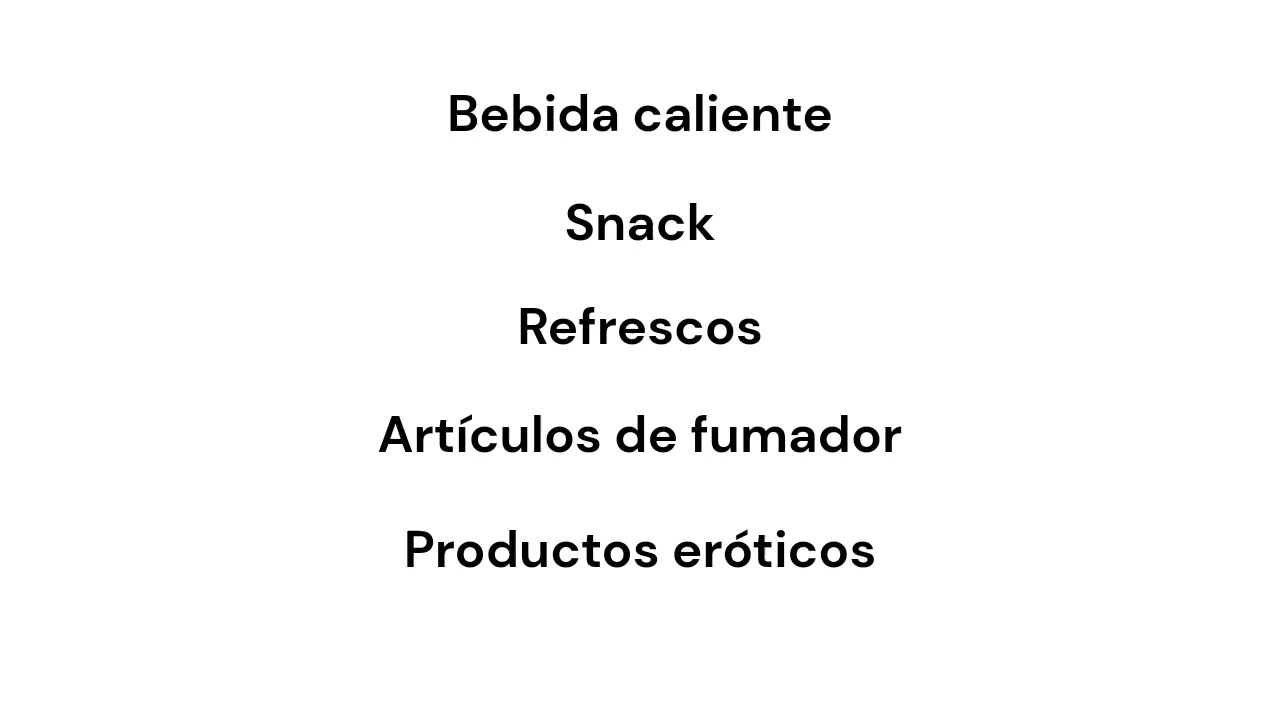 Bebida caliente
Snack
Refrescos
Artículos de fumador
Productos eróticos